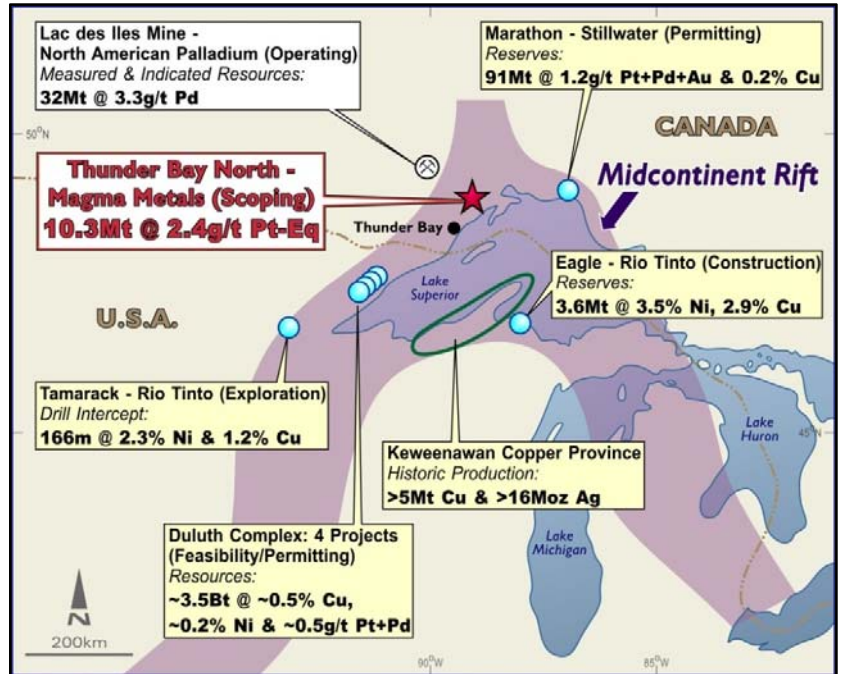 Lac des Iles Mine -
North American Palladium (Operating)
Measured & Indicated Resources:
32Mt @ 3.3g/t Pd
Marathon - Stillwater (Permitting)
Reserves:
91Mt @ 1.2g/t Pt+Pd+Au & 0.2% Cu
50°N
CANADA
Thunder Bay North -
Magma Metals (Scoping)
10.3Mt @ 2.4g/t Pt-Eq
Midcontinent Rift
Thunder Bay
Eagle - Rio Tinto (Construction)
Reserves:
3.6Mt @ 3.5% Ni, 2.9% Cu
Lake
Superior
U.S.A.
Tamarack - Rio Tinto (Exploration)
Drill Intercept:
166m @ 2.3% Ni & 1.2% Cu
Lake
Huron
45°N
Keweenawan Copper Province
Historic Production:
>5Mt Cu & >16Moz Ag
Duluth Complex: 4 Projects
(Feasibility/Permitting)
Resources:
~3.5Bt @ ~0.5% Cu,
~0.2% Ni & ~0.5g/t Pt+Pd
Lake
Michigan
N
200km
90°W
85°W